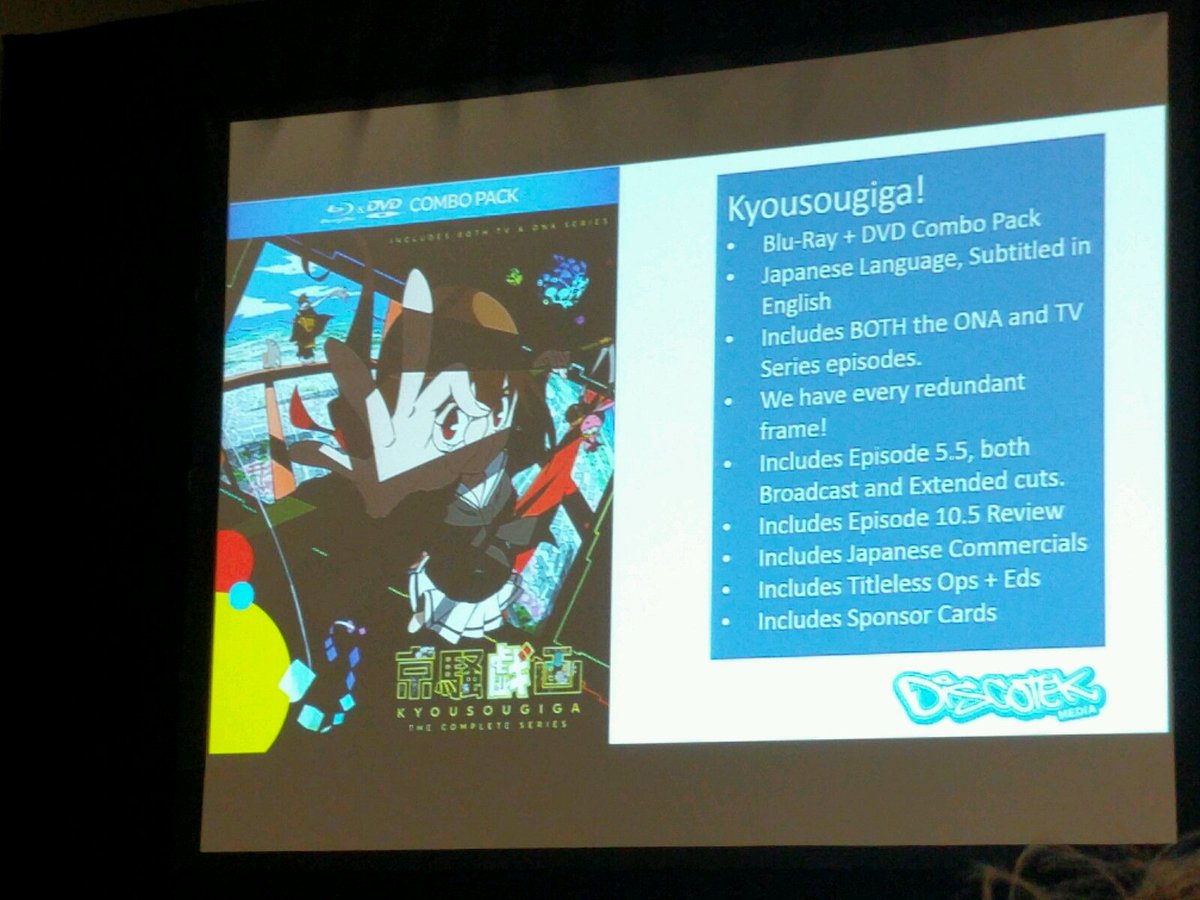 Blu-ray Disc & DVD COMBO PACK
INCLUDES BOTH TV & ONA SERIES
京騒戯画
KYOUSOUGIGA
THE COMPLETE SERIES
Kyousougiga!
• Blu-Ray + DVD Combo Pack
• Japanese Language, Subtitled in
English
• Includes BOTH the ONA and TV
Series episodes.
• We have every redundant
frame!
• Includes Episode 5.5, both
Broadcast and Extended cuts.
• Includes Episode 10.5 Review
• Includes Japanese Commercials
• Includes Titleless Ops + Eds
• Includes Sponsor Cards
DISCOTEK
MEDIA